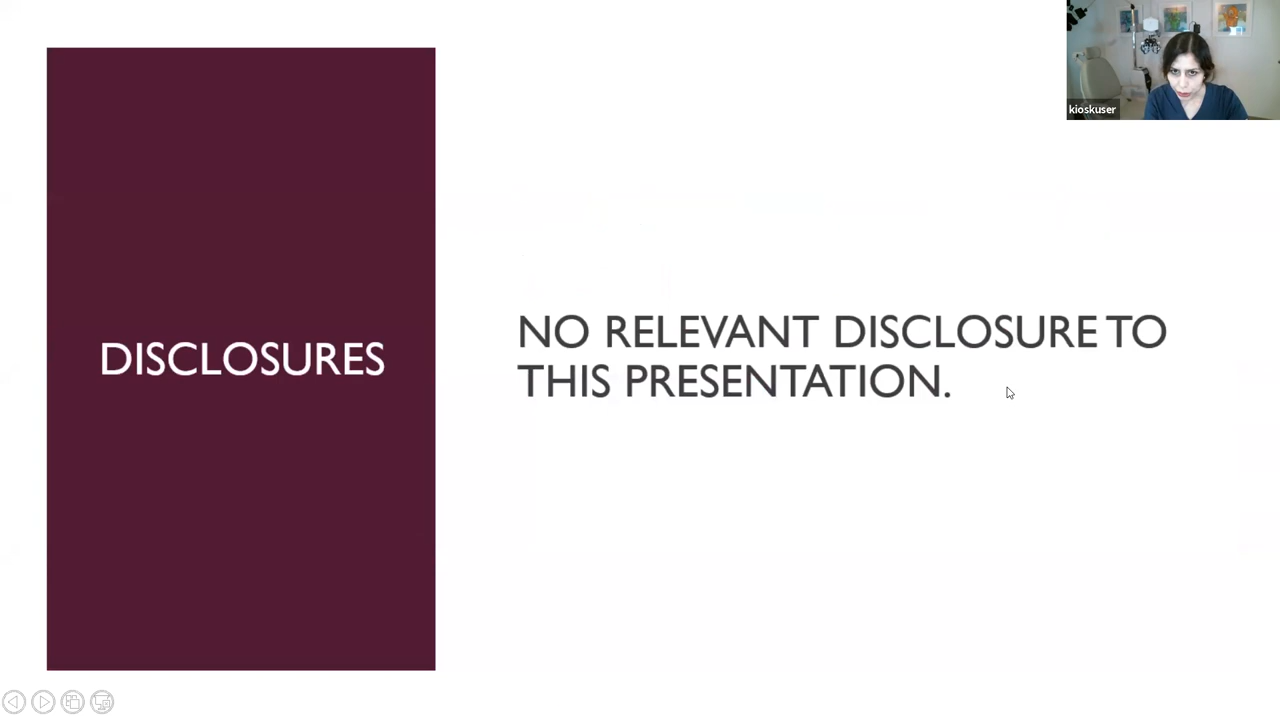 kioskuser
DISCLOSURES
NO RELEVANT DISCLOSURE TO
THIS PRESENTATION.